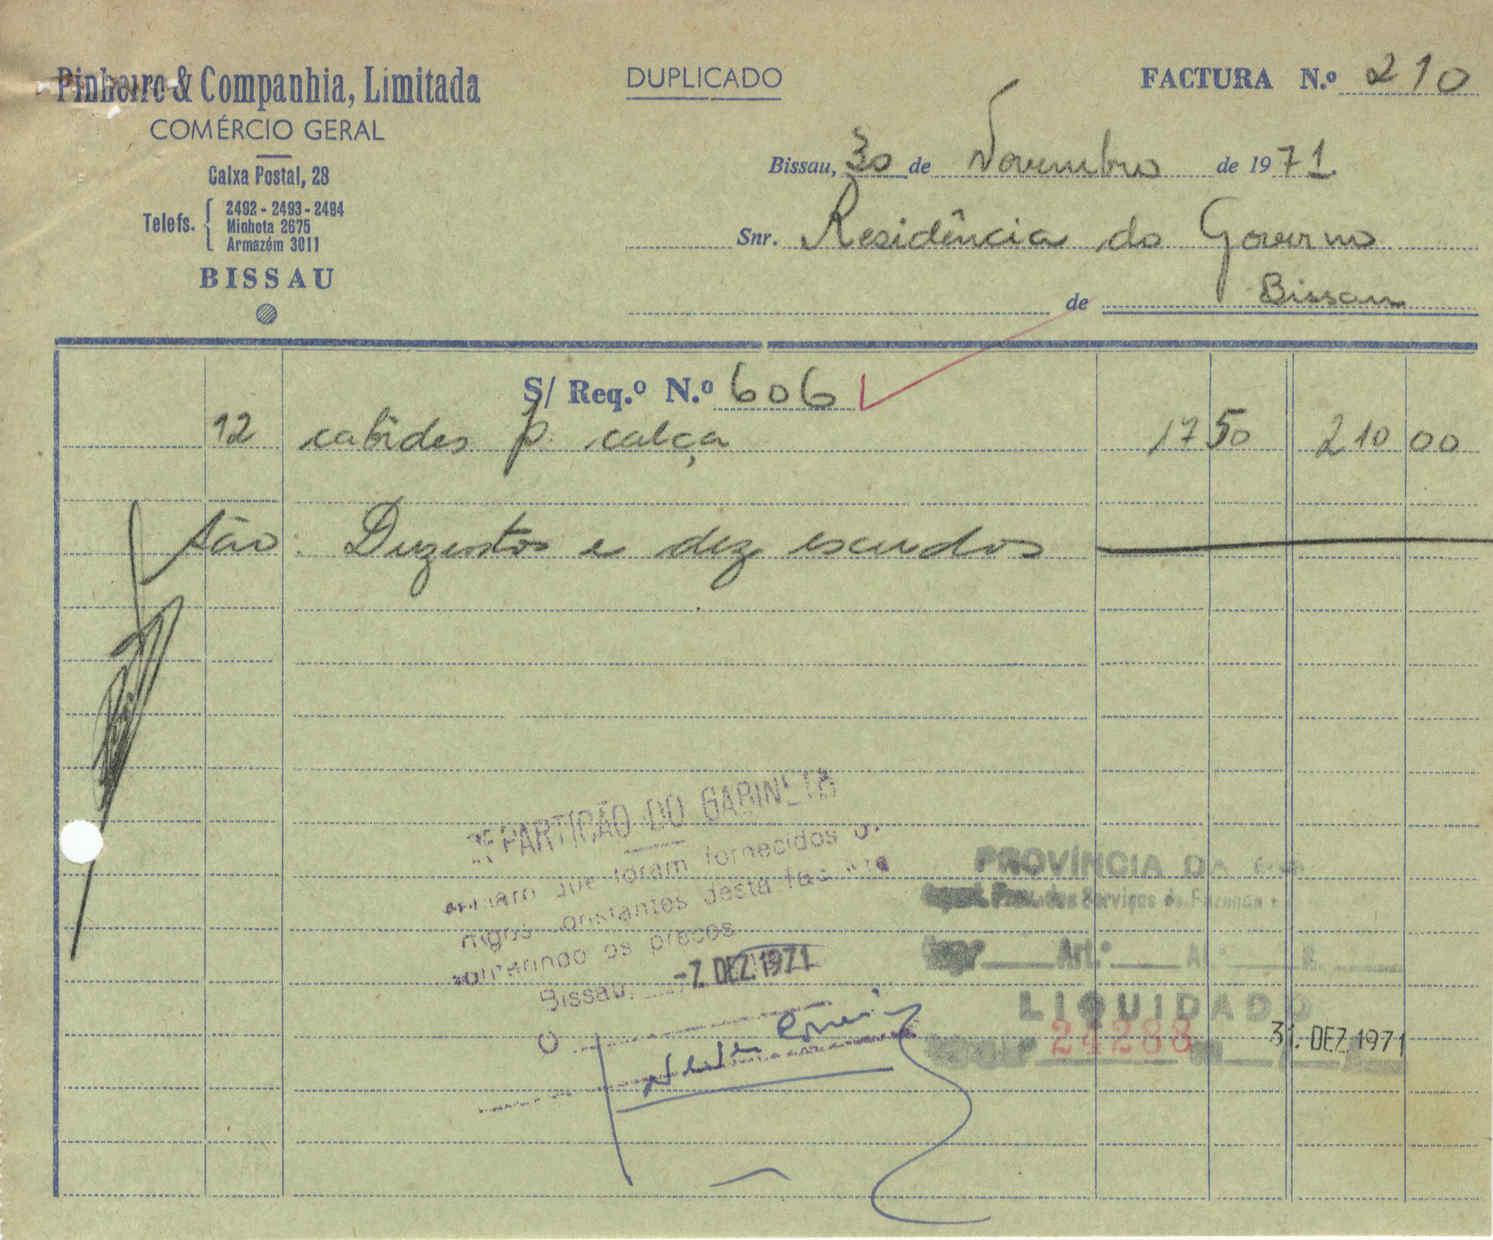 Pinheiro & Companhia, Limitada
COMÉRCIO GERAL
Caixa Postal, 28
Telefs. 2492 - 2493 - 2494
Minhota 2675
Armazém 3011
BISSAU
DUPLICADO
FACTURA N.º 210
Bissau, 30 de Novembro de 1971.
Snr. Residência do Governo
de Bissau
S/ Req.º N.º 606
12 cabides p. calça 17 50 210 00
São: Duzentos e dez escudos
REPARTIÇÃO DO GABINETE
que foram fornecidos
constantes desta
os preços
Bissau, -7 DEZ 1971
O
PROVÍNCIA DA
Serviços de Fazenda
Art.º
LIQUIDADO
24288 31. DEZ 1971